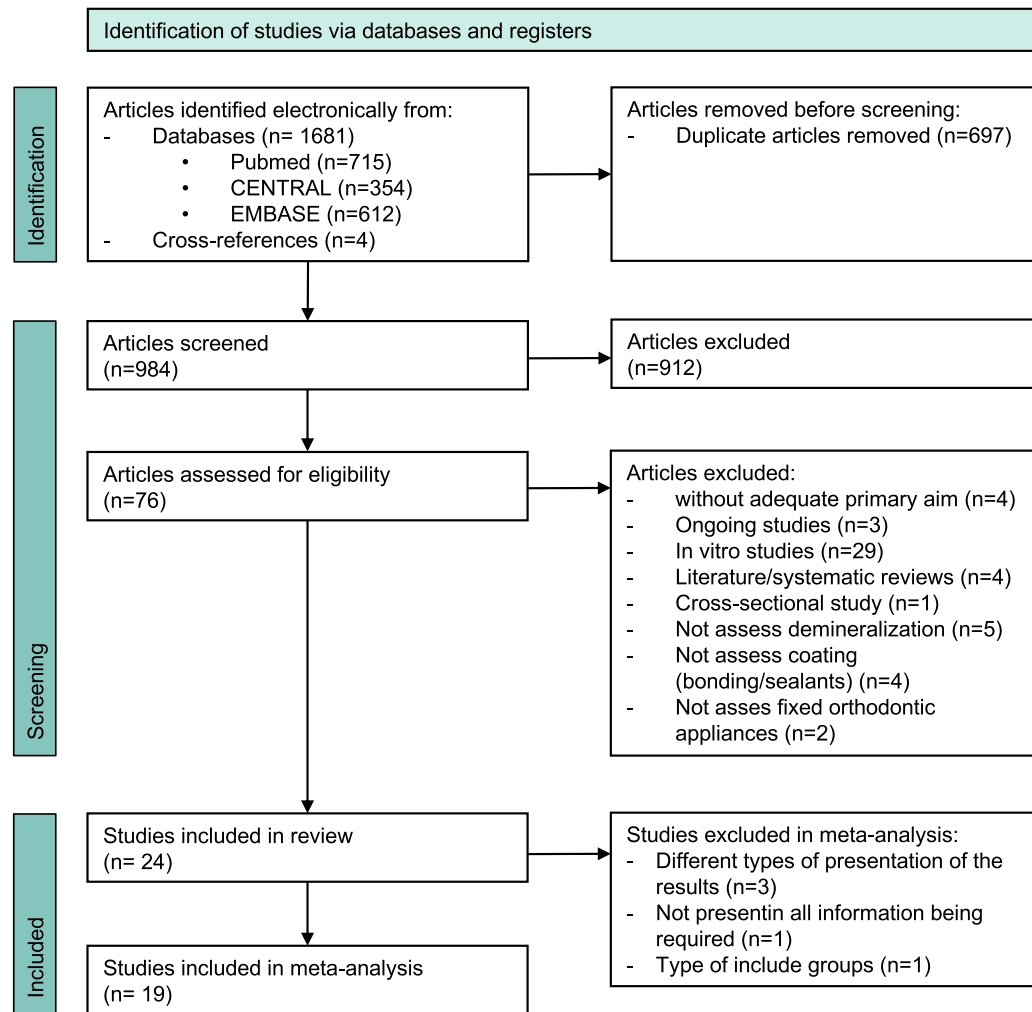 Identification of studies via databases and registers
Identification
Articles identified electronically from:
- Databases (n= 1681)
• Pubmed (n=715)
• CENTRAL (n=354)
• EMBASE (n=612)
- Cross-references (n=4)
Articles removed before screening:
- Duplicate articles removed (n=697)
Screening
Articles screened
(n=984)
Articles excluded
(n=912)
Articles assessed for eligibility
(n=76)
Articles excluded:
- without adequate primary aim (n=4)
- Ongoing studies (n=3)
- In vitro studies (n=29)
- Literature/systematic reviews (n=4)
- Cross-sectional study (n=1)
- Not assess demineralization (n=5)
- Not assess coating
(bonding/sealants) (n=4)
- Not asses fixed orthodontic
appliances (n=2)
Included
Studies included in review
(n= 24)
Studies excluded in meta-analysis:
- Different types of presentation of the
results (n=3)
- Not presentin all information being
required (n=1)
- Type of include groups (n=1)
Studies included in meta-analysis
(n= 19)